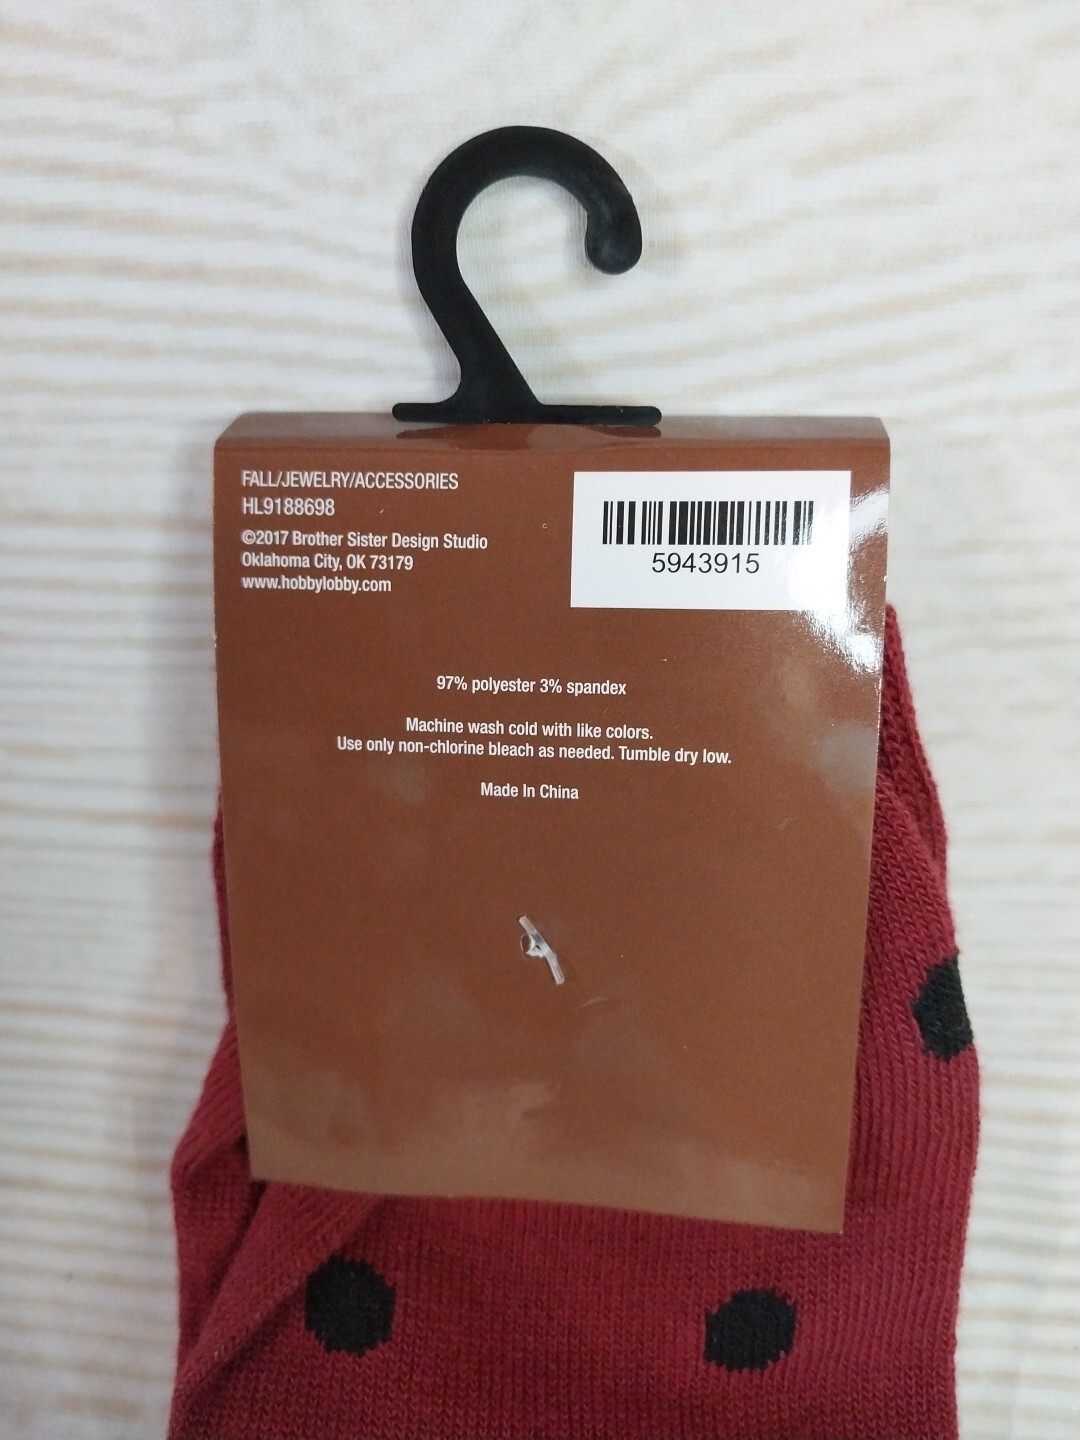 FALL/JEWELRY/ACCESSORIES
HL9188698
©2017 Brother Sister Design Studio
Oklahoma City, OK 73179
www.hobbylobby.com
5943915
97% polyester 3% spandex
Machine wash cold with like colors.
Use only non-chlorine bleach as needed. Tumble dry low.
Made In China